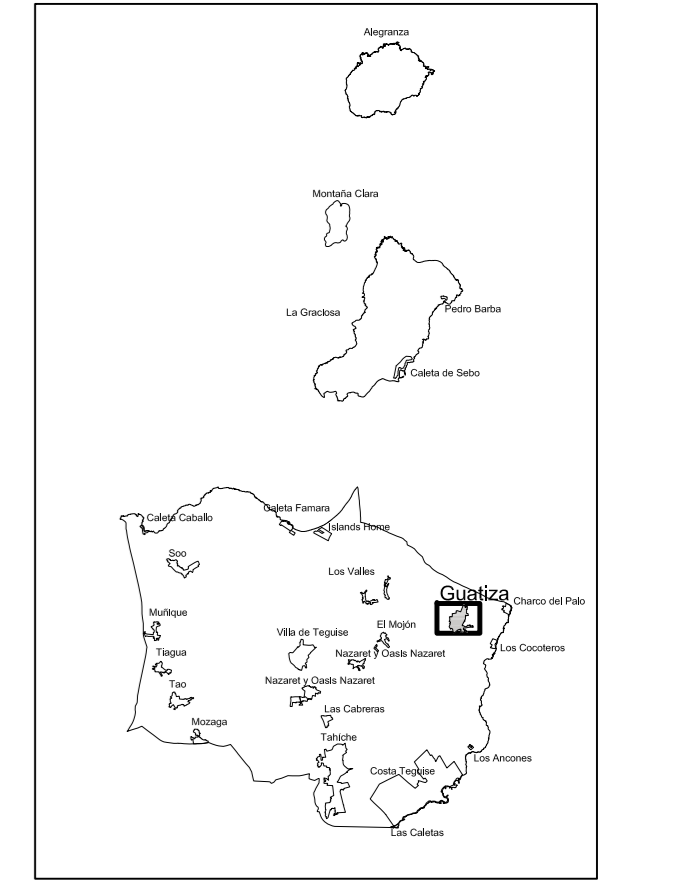 Alegranza
Montaña Clara
La Graciosa
Pedro Barba
Caleta de Sebo
Caleta Caballo
Caleta Famara
Islands Home
Soo
Los Valles
Guatiza
Charco del Palo
Muñique
Villa de Teguise
El Mojón
Los Cocoteros
Tiagua
Nazaret y Oasis Nazaret
Tao
Nazaret y Oasis Nazaret
Las Cabreras
Mozaga
Tahíche
Los Ancones
Costa Teguise
Las Caletas